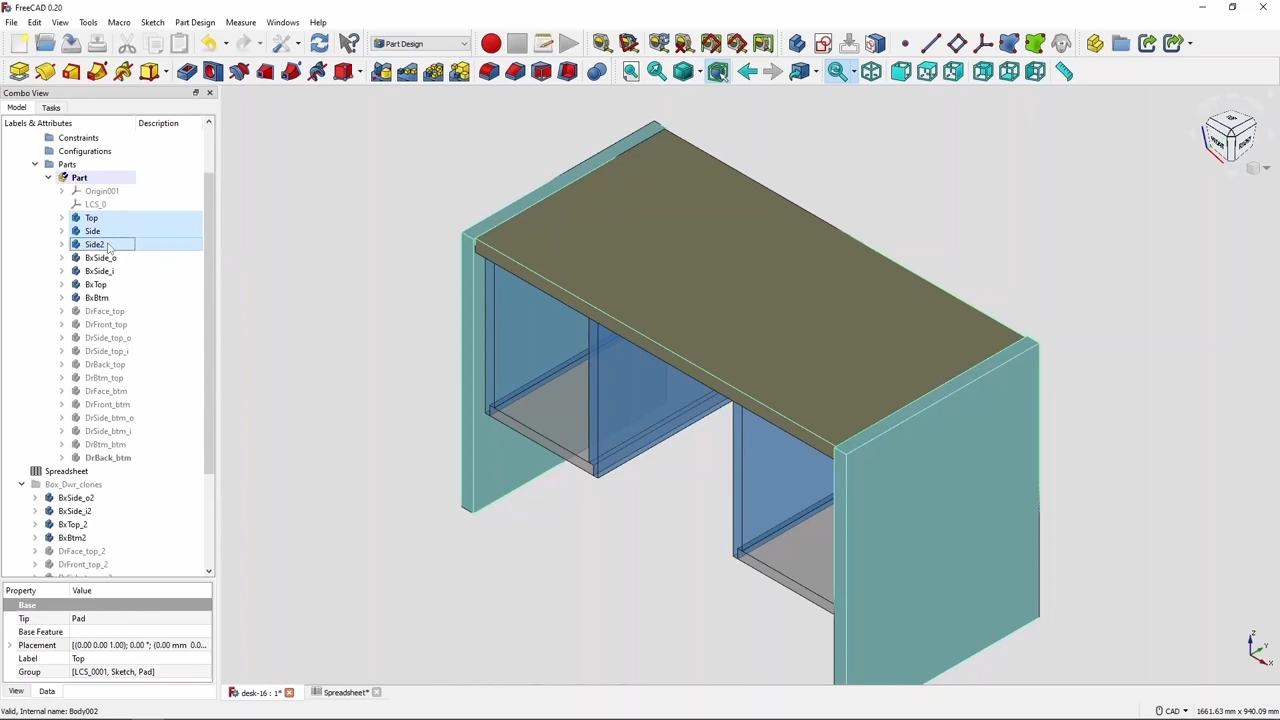 FreeCAD 0.20
File Edit View Tools Macro Sketch Part Design Measure Windows Help
Part Design
Combo View
Model Tasks
Labels & Attributes Description
Constraints
Configurations
Parts
Part
Origin001
LCS_0
Top
Side
Side2
BxSide_o
BxSide_i
BxTop
BxBtm
DrFace_top
DrFront_top
DrSide_top_o
DrSide_top_i
DrBack_top
DrBtm_top
DrFace_btm
DrFront_btm
DrSide_btm_o
DrSide_btm_i
DrBtm_btm
DrBack_btm
Spreadsheet
Box_Dwr_clones
BxSide_o2
BxSide_i2
BxTop_2
BxBtm2
DrFace_top_2
DrFront_top_2
Property Value
Base
Tip Pad
Base Feature
Placement [(0.00 0.00 1.00); 0.00 °; (0.00 mm 0.0...
Label Top
Group [LCS_0001, Sketch, Pad]
View Data
desk-16 : 1*
Spreadsheet*
Valid, Internal name: Body002
CAD
1661.63 mm x 940.09 mm
TOP
Z
Y
X